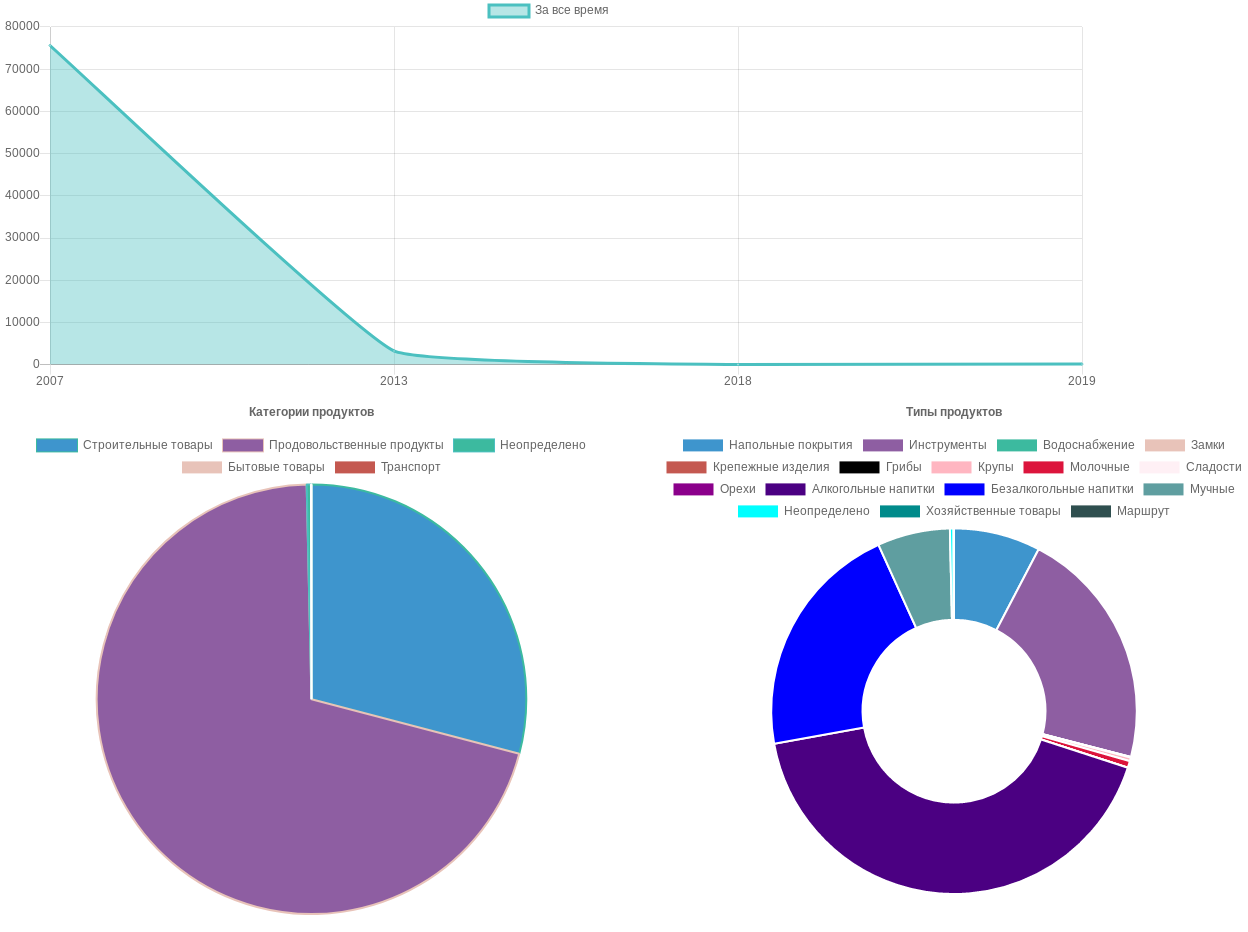 За все время
80000
70000
60000
50000
40000
30000
20000
10000
0
2007 2013 2018 2019
Категории продуктов
Строительные товары Продовольственные продукты Неопределено
Бытовые товары Транспорт
Типы продуктов
Напольные покрытия Инструменты Водоснабжение Замки
Крепежные изделия Грибы Крупы Молочные Сладости
Орехи Алкогольные напитки Безалкогольные напитки Мучные
Неопределено Хозяйственные товары Маршрут